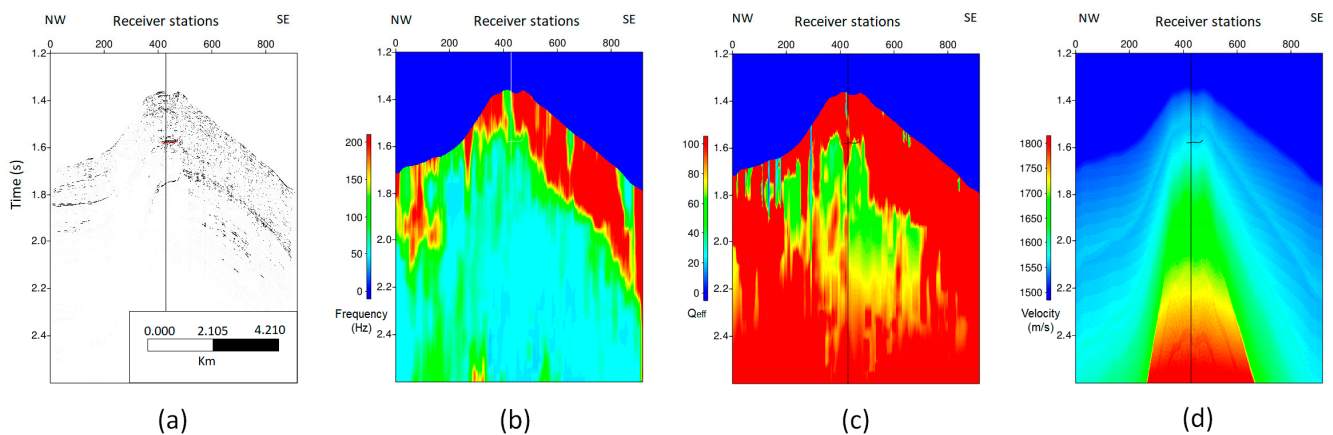 NW Receiver stations SE
0 200 400 600 800
1.2
1.4
1.6
1.8
2.0
2.2
2.4
Time (s)
0.000 2.105 4.210
Km
(a)
NW Receiver stations SE
0 200 400 600 800
1.2
1.4
1.6
1.8
2.0
2.2
2.4
200
150
100
50
0
Frequency
(Hz)
(b)
Receiver stations SE
0 200 400 600 800
1.2
1.4
1.6
1.8
2.0
2.2
2.4
100
80
60
40
20
0
Qeff
(c)
NW Receiver stations SE
0 200 400 600 800
1.2
1.4
1.6
1.8
2.0
2.2
2.4
1800
1750
1700
1650
1600
1550
1500
Velocity
(m/s)
(d)